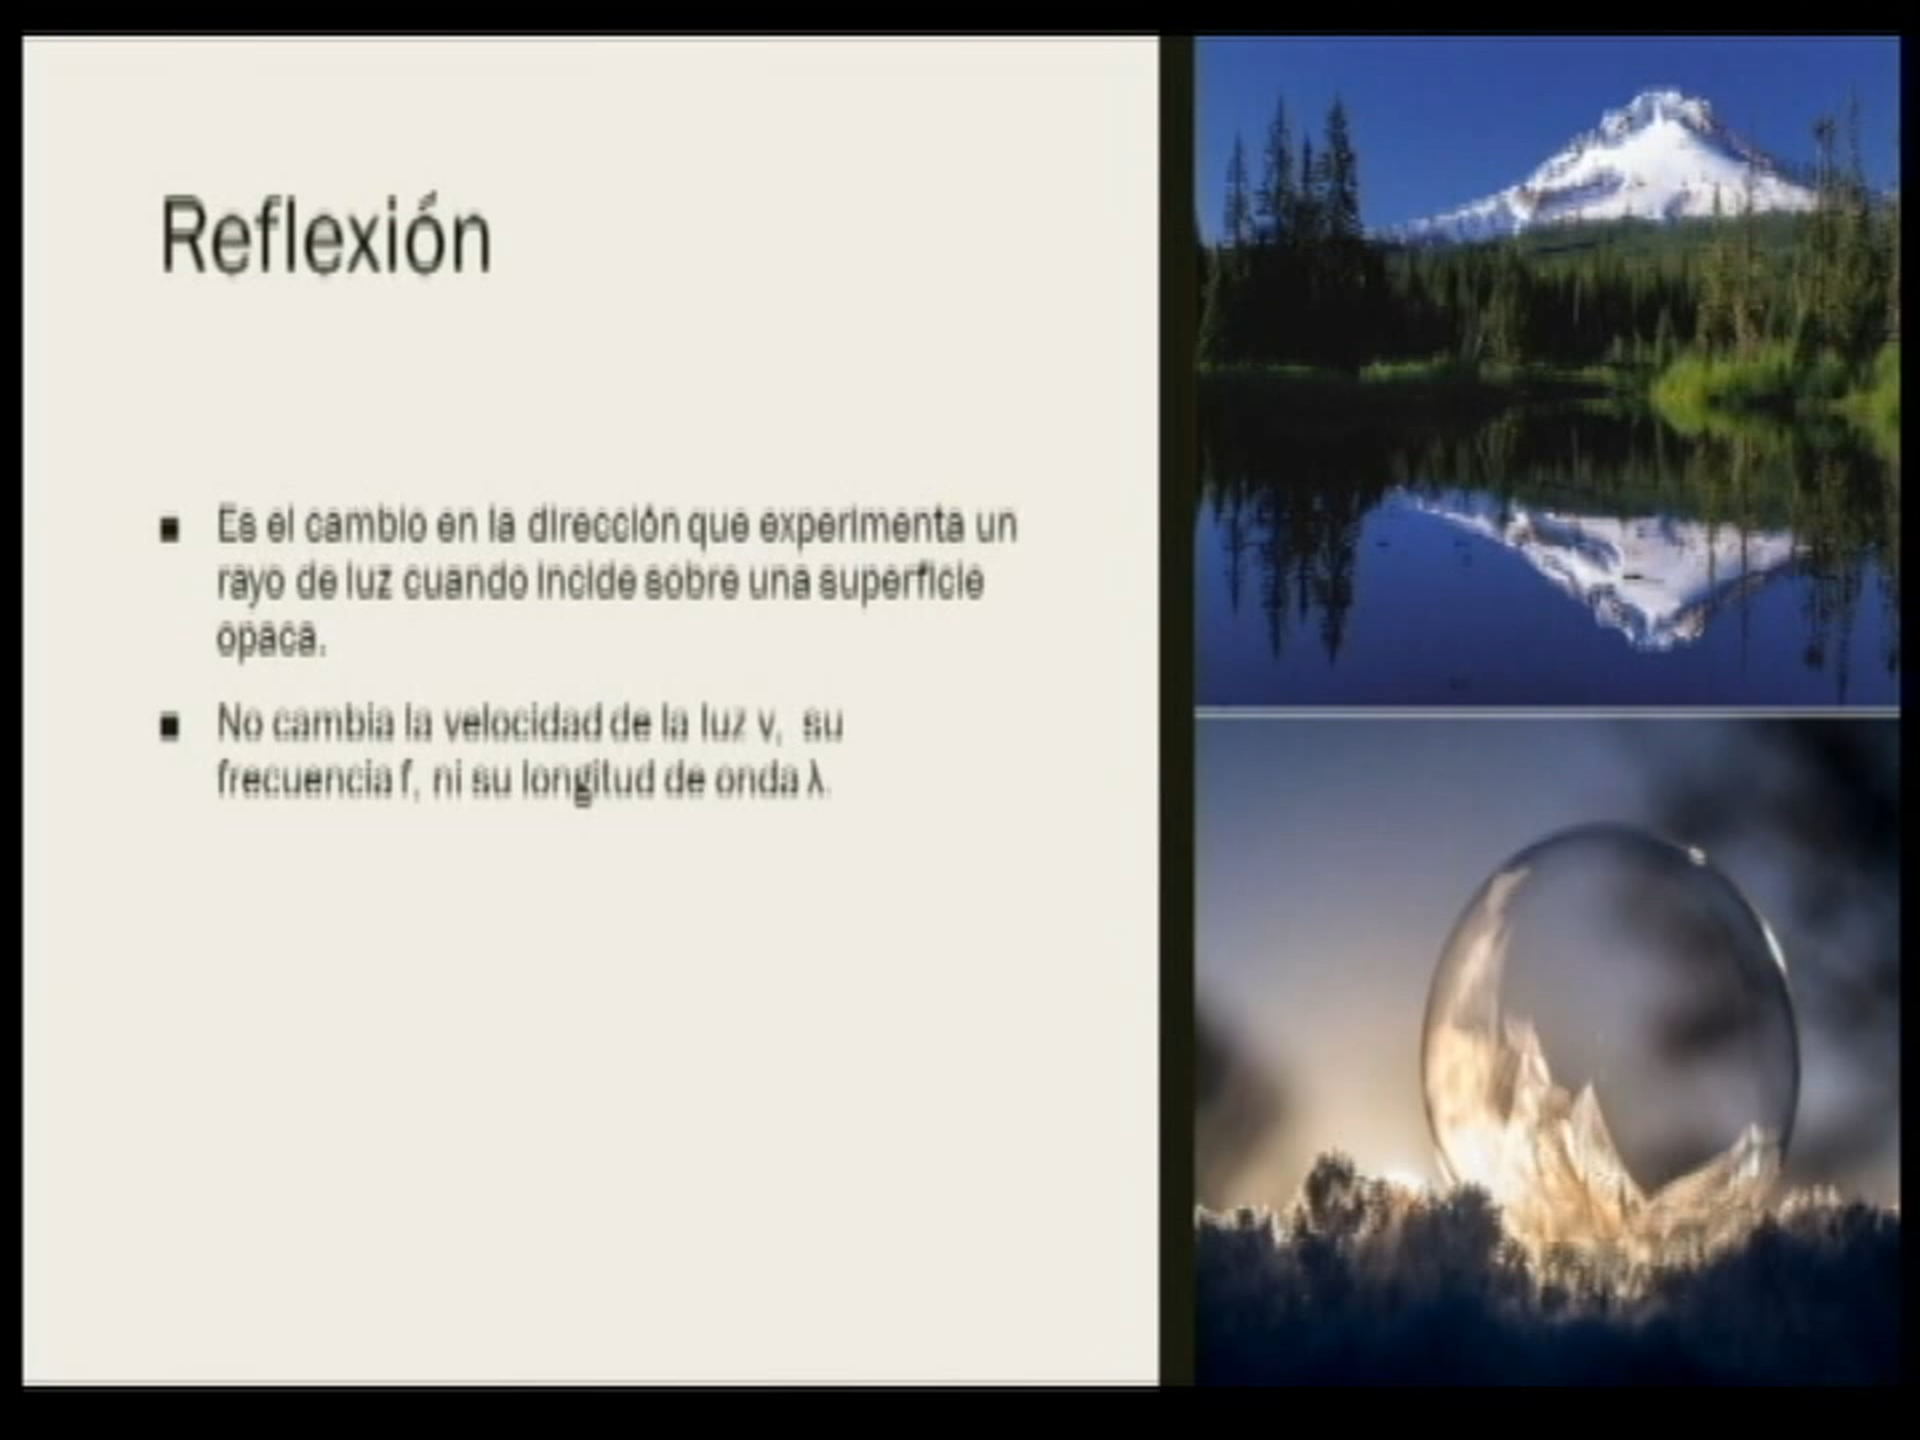 Reflexión
▪ Es el cambio en la dirección que experimenta un
rayo de luz cuando incide sobre una superficie
opaca.
▪ No cambia la velocidad de la luz v, su
frecuencia f, ni su longitud de onda λ.